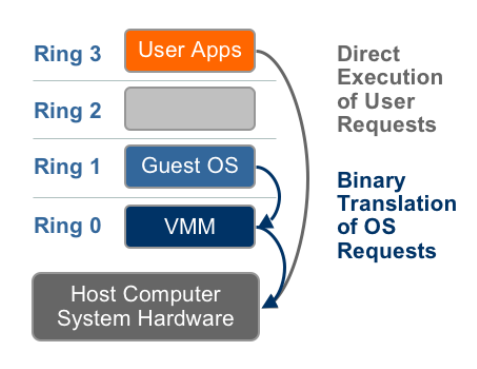 Ring 3
User Apps
Direct
Execution
of User
Requests
Ring 2
Ring 1
Guest OS
Binary
Translation
of OS
Requests
Ring 0
VMM
Host Computer
System Hardware